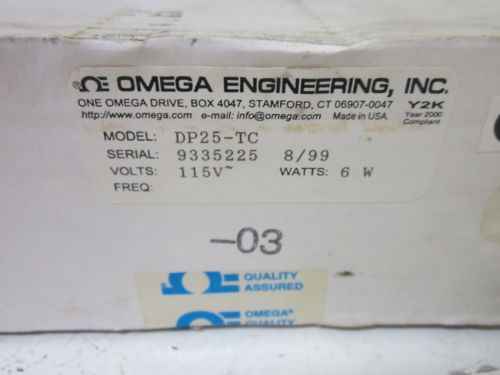 ®ΩE OMEGA ENGINEERING, INC.
ONE OMEGA DRIVE, BOX 4047, STAMFORD, CT 06907-0047 Y2K
http://www.omega.com e-mail: info@omega.com Made in USA. Year 2000 Compliant
MODEL: DP25-TC
SERIAL: 9335225 8/99
VOLTS: 115V~ WATTS: 6 W
FREQ:
-03
QUALITY
ASSURED
OMEGA®
QUALITY